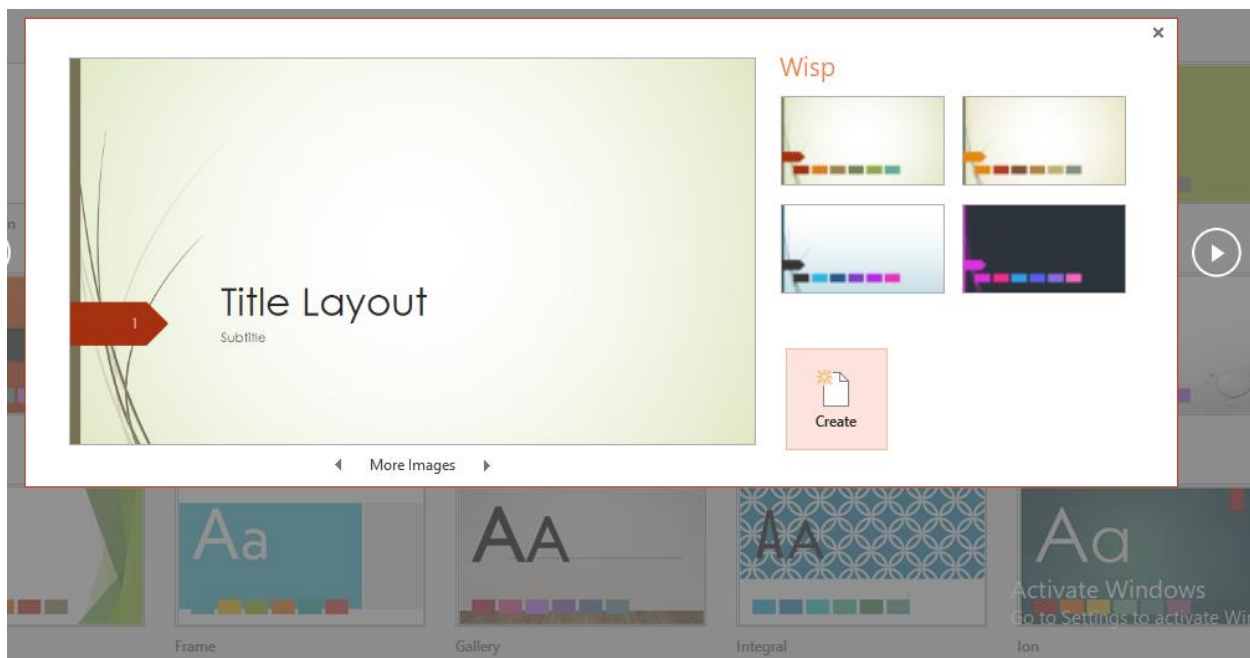 Wisp
Title Layout
1
Subtitle
Create
More Images
Aa
AA
AA
Aa
Activate Windows
Go to Settings to activate Wi
Frame
Gallery
Integral
Ion